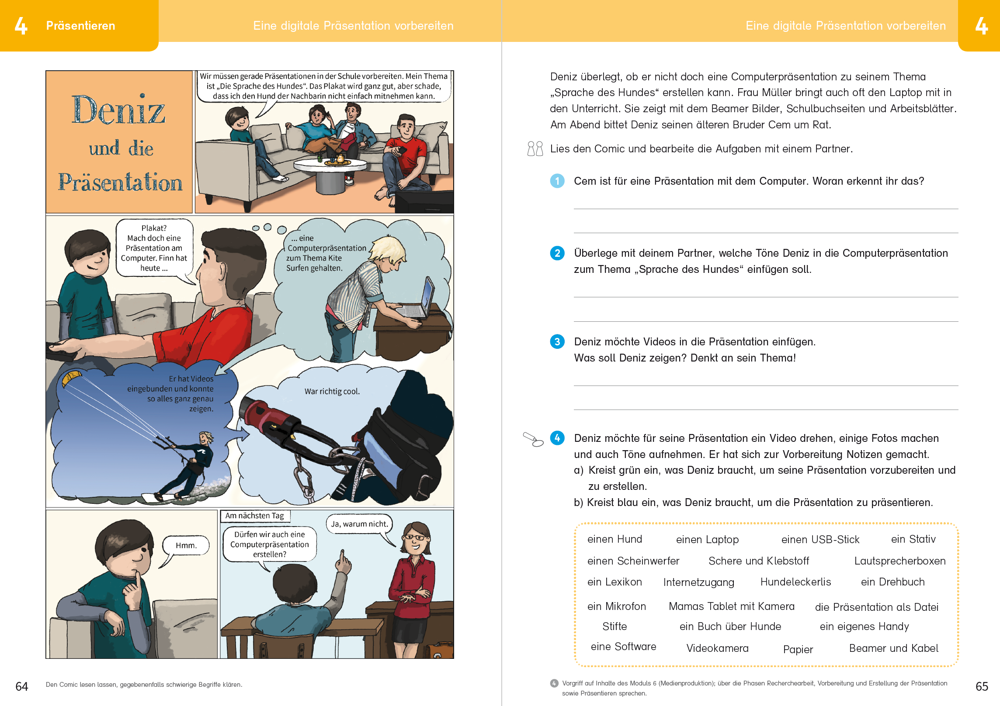 4 Präsentieren
Eine digitale Präsentation vorbereiten
Deniz
und die
Präsentation
Wir müssen gerade Präsentationen in der Schule vorbereiten. Mein Thema
ist „Die Sprache des Hundes“. Das Plakat wird ganz gut, aber schade,
dass ich den Hund der Nachbarin nicht einfach mitnehmen kann.
Plakat?
Mach doch eine
Präsentation am
Computer. Finn hat
heute ...
... eine
Computerpräsentation
zum Thema Kite
Surfen gehalten.
Er hat Videos
eingebunden und konnte
so alles ganz genau
zeigen.
War richtig cool.
Hmm.
Am nächsten Tag
Dürfen wir auch eine
Computerpräsentation
erstellen?
Ja, warum nicht.
64
Den Comic lesen lassen, gegebenenfalls schwierige Begriffe klären.
Eine digitale Präsentation vorbereiten
4
Deniz überlegt, ob er nicht doch eine Computerpräsentation zu seinem Thema
„Sprache des Hundes“ erstellen kann. Frau Müller bringt auch oft den Laptop mit in
den Unterricht. Sie zeigt mit dem Beamer Bilder, Schulbuchseiten und Arbeitsblätter.
Am Abend bittet Deniz seinen älteren Bruder Cem um Rat.
Lies den Comic und bearbeite die Aufgaben mit einem Partner.
1 Cem ist für eine Präsentation mit dem Computer. Woran erkennt ihr das?
2 Überlege mit deinem Partner, welche Töne Deniz in die Computerpräsentation
zum Thema „Sprache des Hundes“ einfügen soll.
3 Deniz möchte Videos in die Präsentation einfügen.
Was soll Deniz zeigen? Denkt an sein Thema!
4 Deniz möchte für seine Präsentation ein Video drehen, einige Fotos machen
und auch Töne aufnehmen. Er hat sich zur Vorbereitung Notizen gemacht.
a) Kreist grün ein, was Deniz braucht, um seine Präsentation vorzubereiten und
zu erstellen.
b) Kreist blau ein, was Deniz braucht, um die Präsentation zu präsentieren.
einen Hund einen Laptop einen USB-Stick ein Stativ
einen Scheinwerfer Schere und Klebstoff Lautsprecherboxen
ein Lexikon Internetzugang Hundeleckerlis ein Drehbuch
ein Mikrofon Mamas Tablet mit Kamera die Präsentation als Datei
Stifte ein Buch über Hunde ein eigenes Handy
eine Software Videokamera Papier Beamer und Kabel
4 Vorgriff auf Inhalte des Moduls 6 (Medienproduktion); über die Phasen Recherchearbeit, Vorbereitung und Erstellung der Präsentation
sowie Präsentieren sprechen.
65